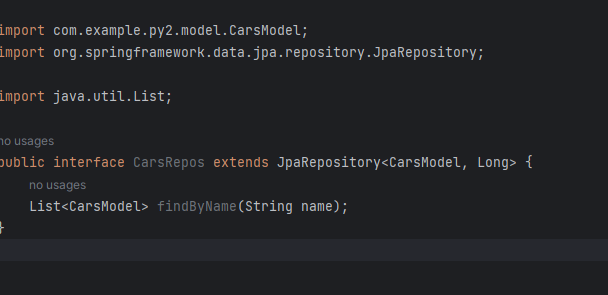 import com.example.py2.model.CarsModel;
import org.springframework.data.jpa.repository.JpaRepository;
import java.util.List;
no usages
public interface CarsRepos extends JpaRepository<CarsModel, Long> {
no usages
List<CarsModel> findByName(String name);
}